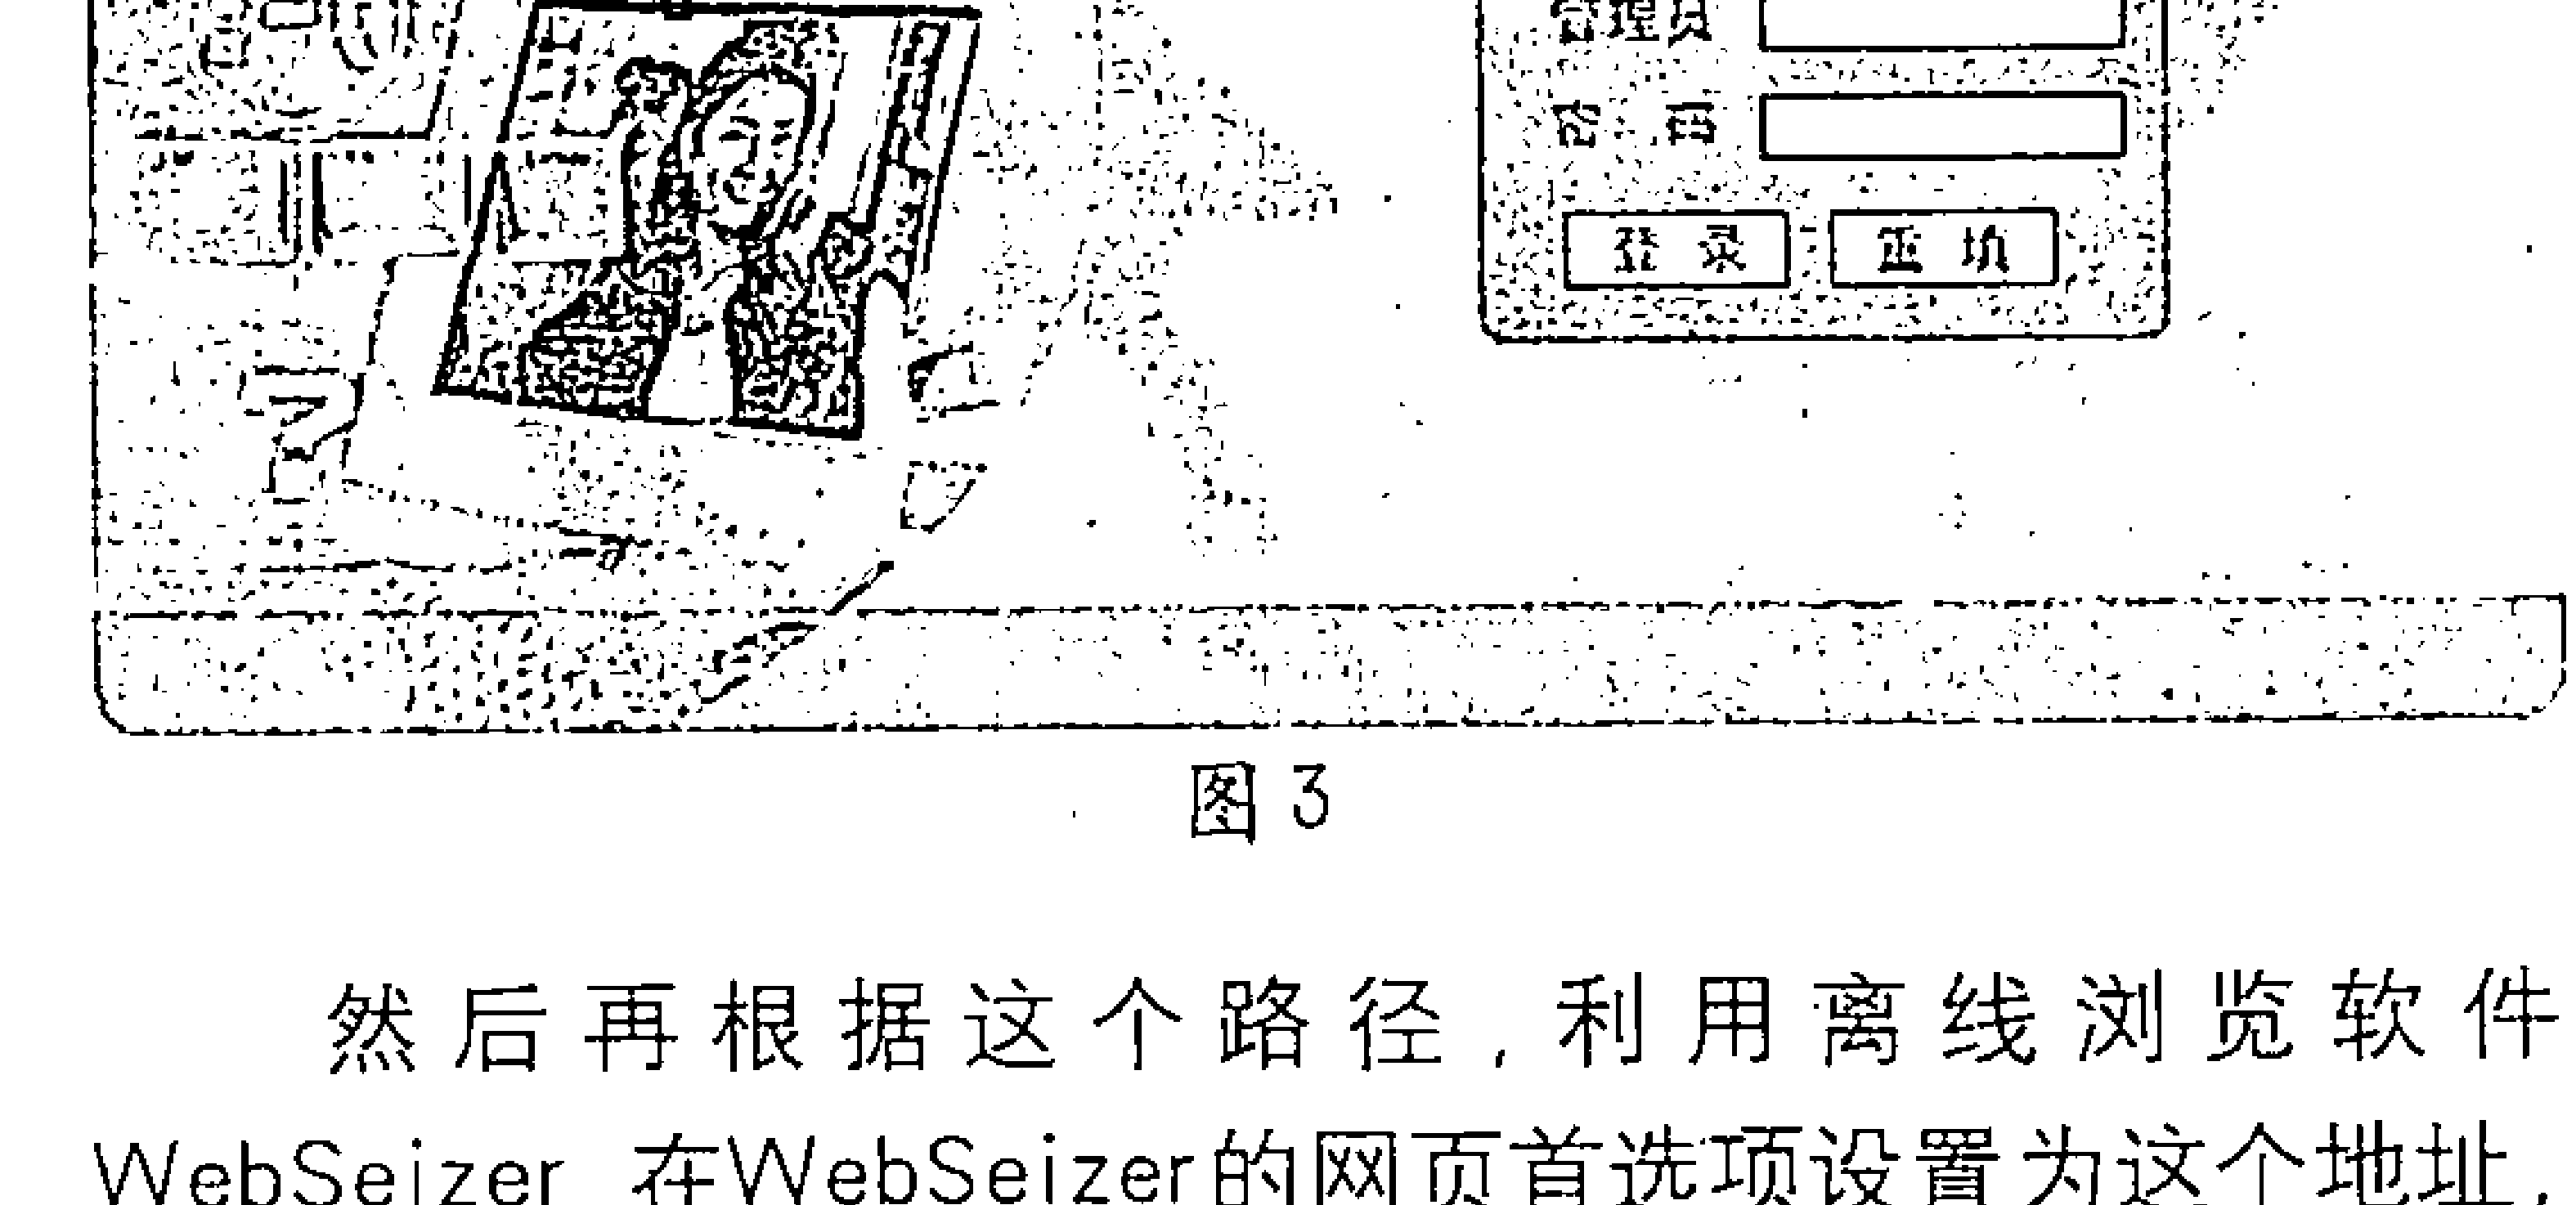 管理员
登 录 重 填
图 3
然后再根据这个路径,利用离线浏览软件
WebSeizer 在WebSeizer的网页首选项设置为这个地址,